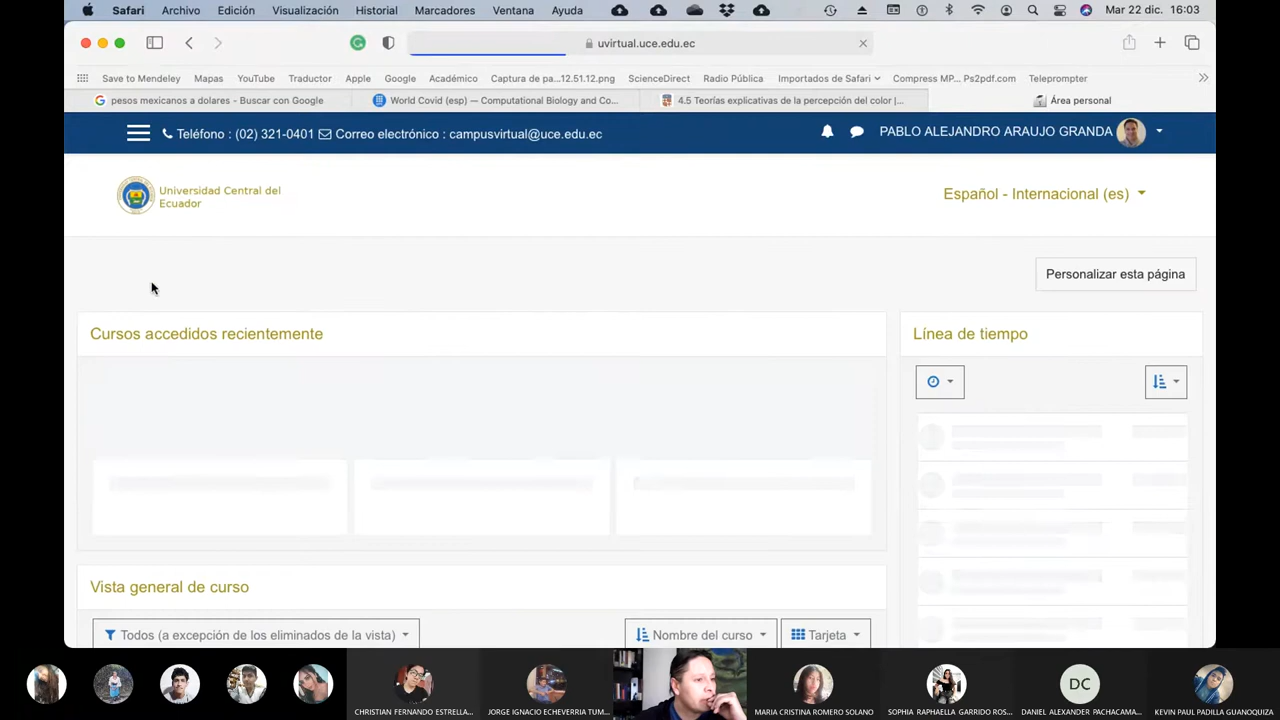 Safari Archivo Edición Visualización Historial Marcadores Ventana Ayuda Mar 22 dic. 16:03
uvirtual.uce.edu.ec
Save to Mendeley Mapas YouTube Traductor Apple Google Académico Captura de pa...12.51.12.png ScienceDirect Radio Pública Importados de Safari Compress MP... Ps2pdf.com Teleprompter
pesos mexicanos a dolares - Buscar con Google World Covid (esp) — Computational Biology and Co... 4.5 Teorías explicativas de la percepción del color |... Área personal
Teléfono : (02) 321-0401 Correo electrónico : campusvirtual@uce.edu.ec PABLO ALEJANDRO ARAUJO GRANDA
Universidad Central del
Ecuador
Español - Internacional (es)
Personalizar esta página
Cursos accedidos recientemente
Línea de tiempo
Vista general de curso
Todos (a excepción de los eliminados de la vista) Nombre del curso Tarjeta
DC
CHRISTIAN FERNANDO ESTRELLA... JORGE IGNACIO ECHEVERRIA TUM... MARIA CRISTINA ROMERO SOLANO SOPHIA RAPHAELLA GARRIDO ROS... DANIEL ALEXANDER PACHACAMA... KEVIN PAUL PADILLA GUANOQUIZA